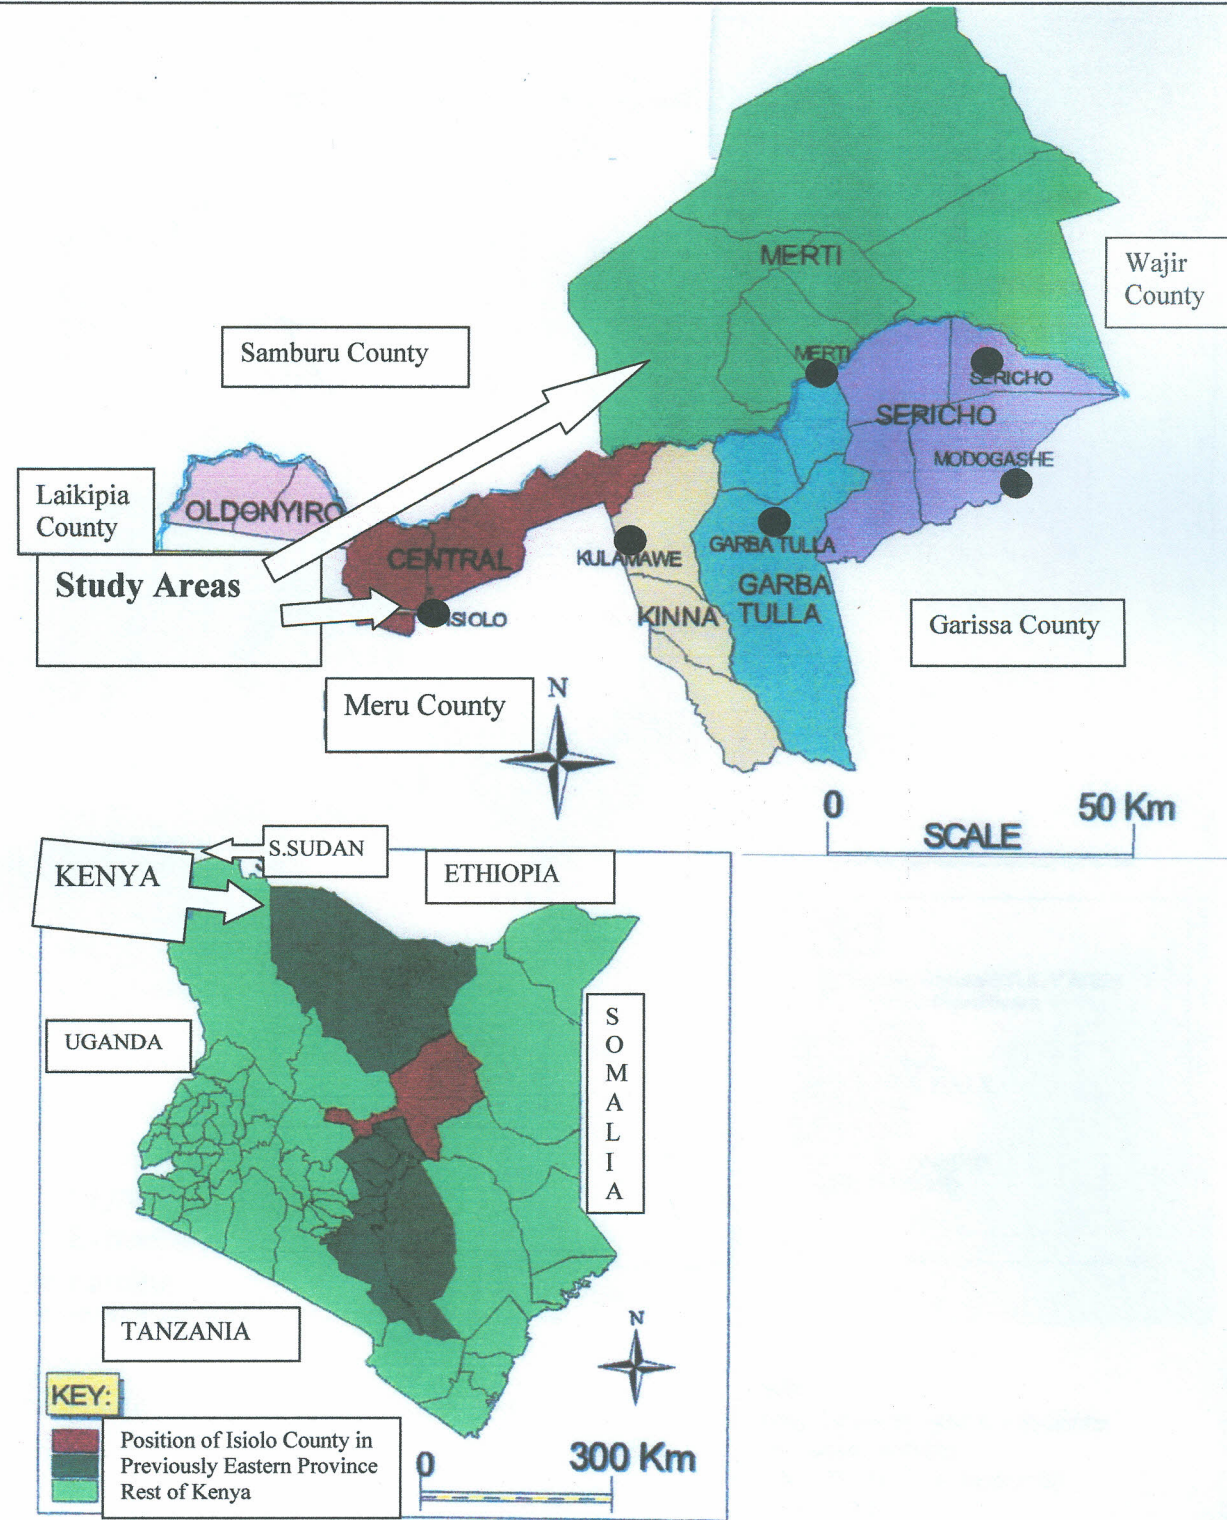 MERTI
Wajir
County
Samburu County
MERTI
SERICHO
SERICHO
MODOGASHE
Laikipia
County
OLDONYIRO
CENTRAL
KULAMAWE
GARBA TULLA
Study Areas
GARBA
TULLA
KINNA
ISIOLO
Garissa County
Meru County
N
0
50 Km
SCALE
S.SUDAN
KENYA
ETHIOPIA
UGANDA
S
O
M
A
L
I
A
TANZANIA
N
KEY:
Position of Isiolo County in
Previously Eastern Province
Rest of Kenya
0
300 Km